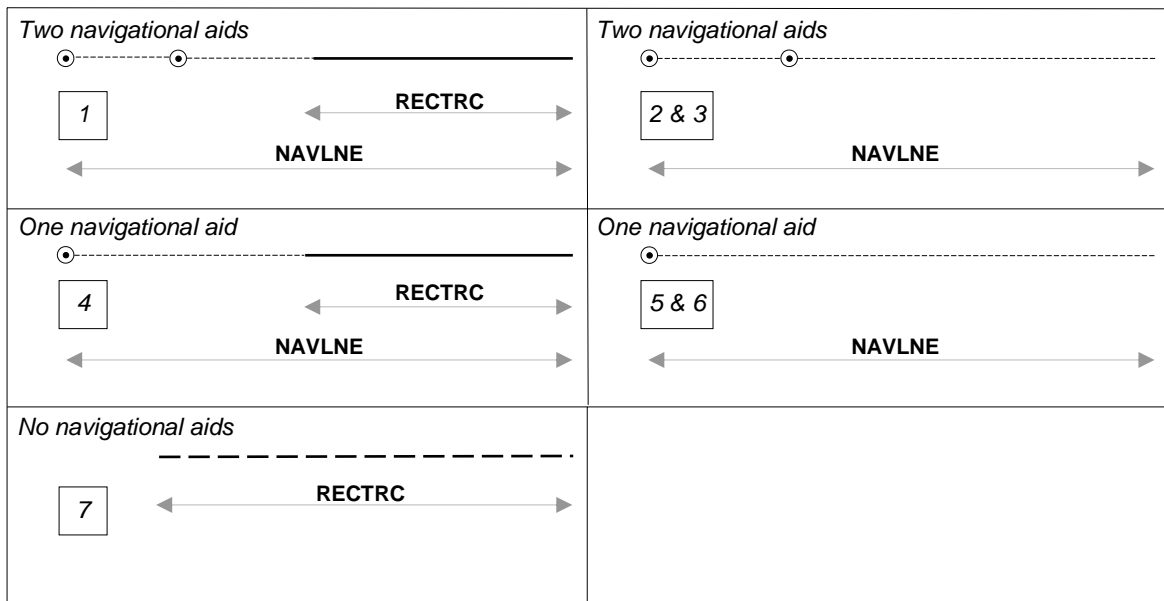 Two navigational aids
RECTRC
1
NAVLNE
Two navigational aids
2 & 3
NAVLNE
One navigational aid
RECTRC
4
NAVLNE
One navigational aid
5 & 6
NAVLNE
No navigational aids
RECTRC
7